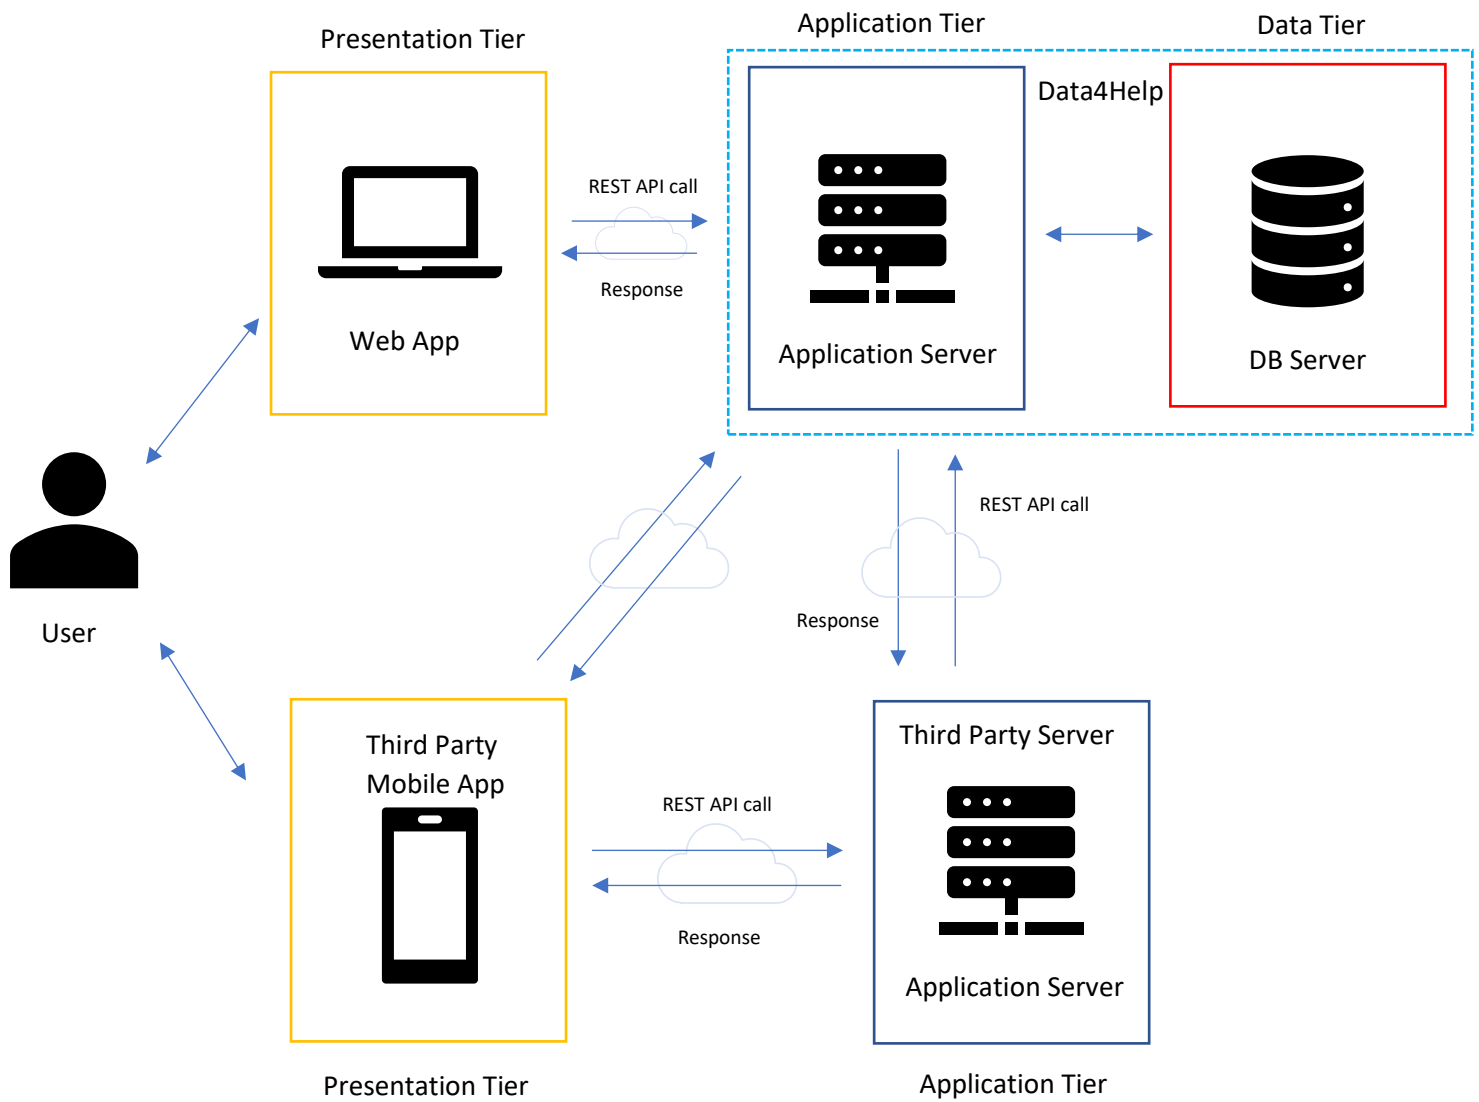 Presentation Tier
Application Tier
Data Tier
Data4Help
REST API call
Response
Web App
Application Server
DB Server
User
REST API call
Response
Third Party
Mobile App
REST API call
Response
Third Party Server
Application Server
Presentation Tier
Application Tier